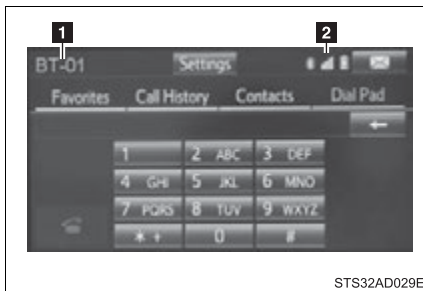 1 2
BT-01 Settings
Favorites Call History Contacts Dial Pad
1 2 ABC 3 DEF
4 GHI 5 JKL 6 MNO
7 PQRS 8 TUV 9 WXYZ
* + 0 #
STS32AD029E